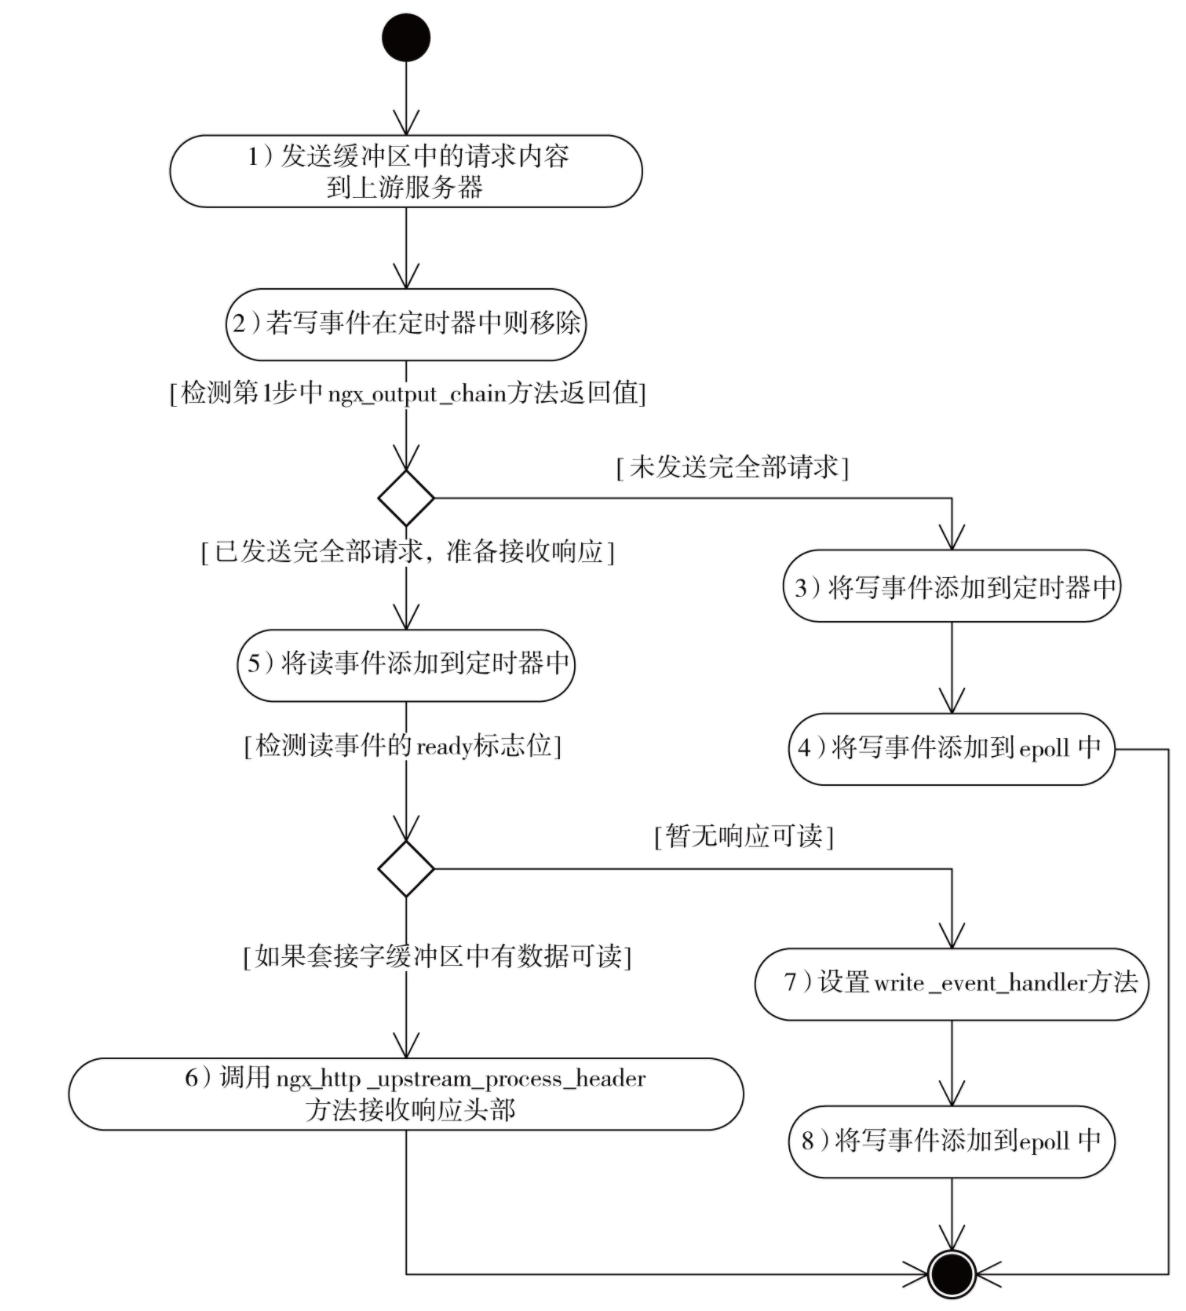 1）发送缓冲区中的请求内容
到上游服务器
2）若写事件在定时器中则移除
[检测第1步中 ngx_output_chain方法返回值]
[未发送完全部请求]
[已发送完全部请求，准备接收响应]
3）将写事件添加到定时器中
5）将读事件添加到定时器中
[检测读事件的 ready标志位]
4）将写事件添加到 epoll 中
[暂无响应可读]
[如果套接字缓冲区中有数据可读]
7）设置 write_event_handler方法
6）调用 ngx_http_upstream_process_header
方法接收响应头部
8）将写事件添加到epoll 中